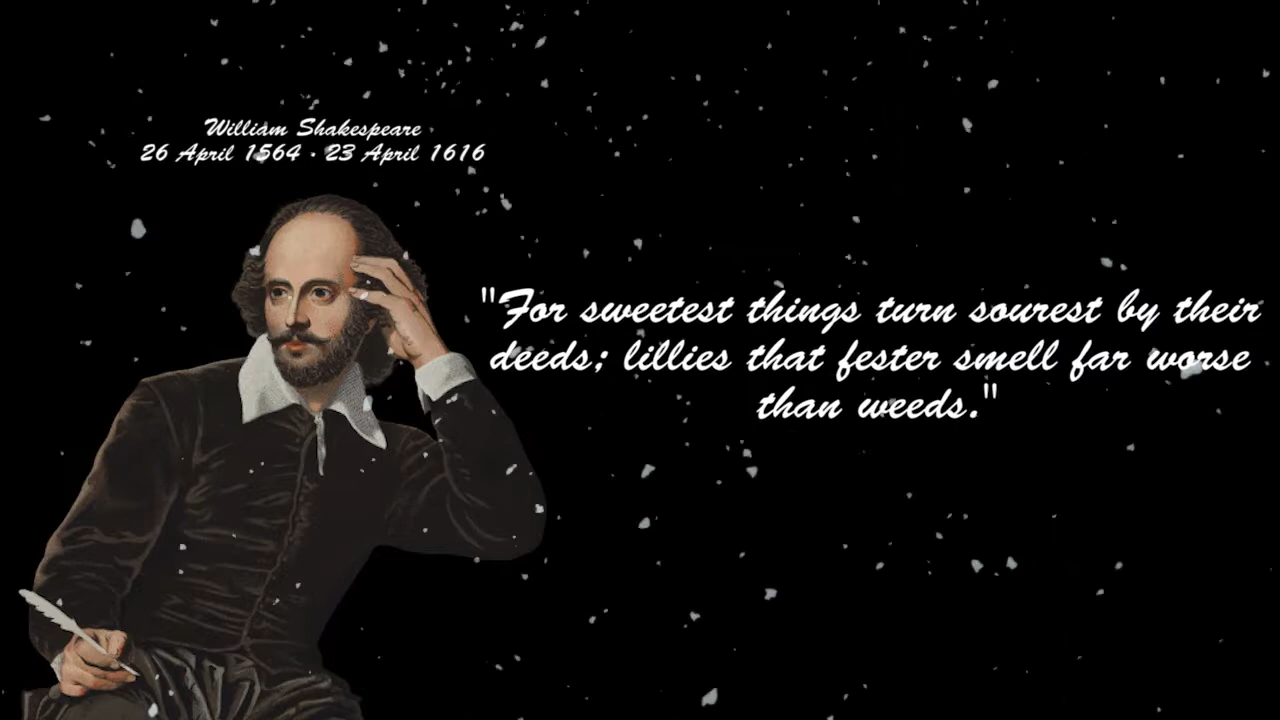 William Shakespeare
26 April 1564 - 23 April 1616
"For sweetest things turn sourest by their
deeds; lillies that fester smell far worse
than weeds."